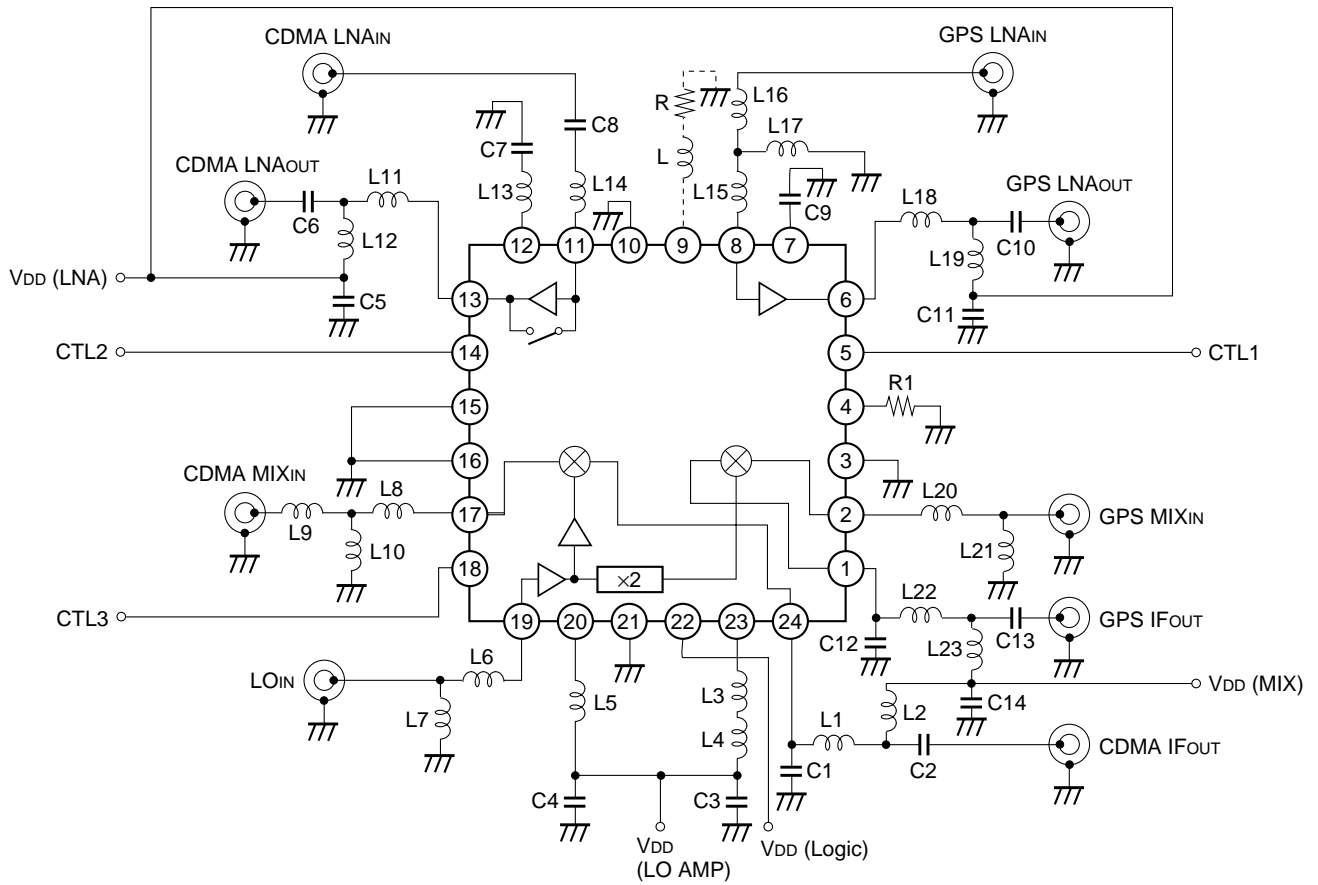 CDMA LNAIN
GPS LNAIN
R
L16
C8
L17
C7
CDMA LNAOUT
L
L11
L13
L14
L15
C9
L18
GPS LNAOUT
C6
L12
C10
L19
12
11
10
9
8
7
VDD (LNA)
C5
13
6
C11
CTL2
14
5
CTL1
R1
15
4
CDMA MIXIN
16
3
L8
L20
L9
17
2
GPS MIXIN
L10
L21
18
×2
1
L22
CTL3
19
20
21
22
23
24
GPS IFOUT
C12
C13
L6
L23
LOIN
L5
L3
VDD (MIX)
L7
C14
L1
L2
L4
C1
C2
CDMA IFOUT
C4
C3
VDD
(LO AMP)
VDD (Logic)